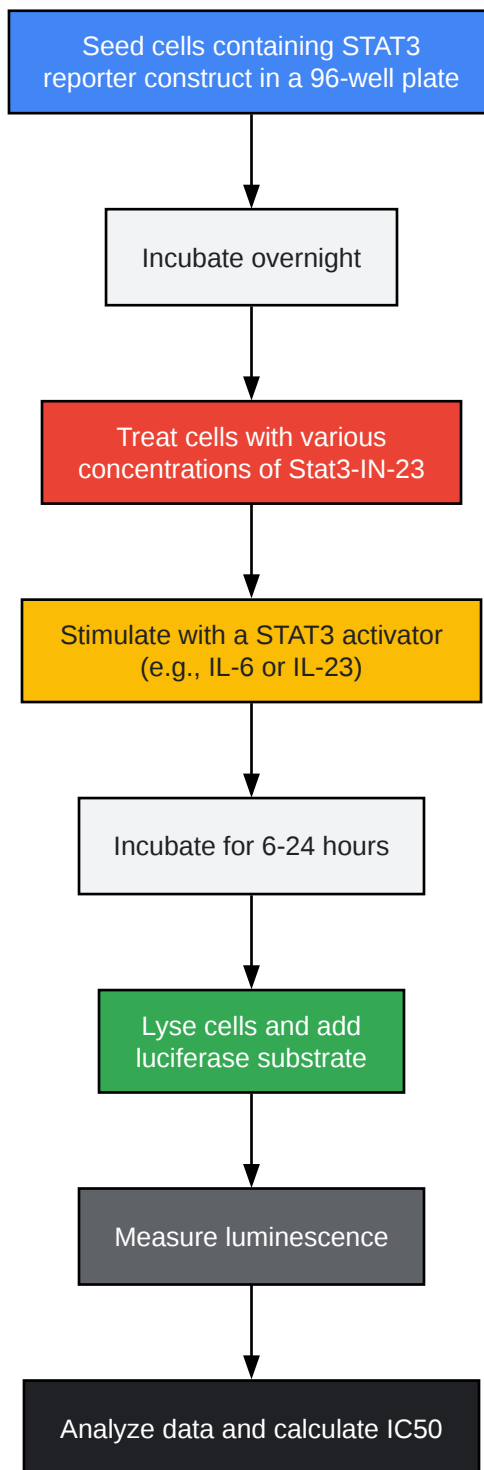 Seed cells containing STAT3
reporter construct in a 96-well plate
Incubate overnight
Treat cells with various
concentrations of Stat3-IN-23
Stimulate with a STAT3 activator
(e.g., IL-6 or IL-23)
Incubate for 6-24 hours
Lyse cells and add
luciferase substrate
Measure luminescence
Analyze data and calculate IC50